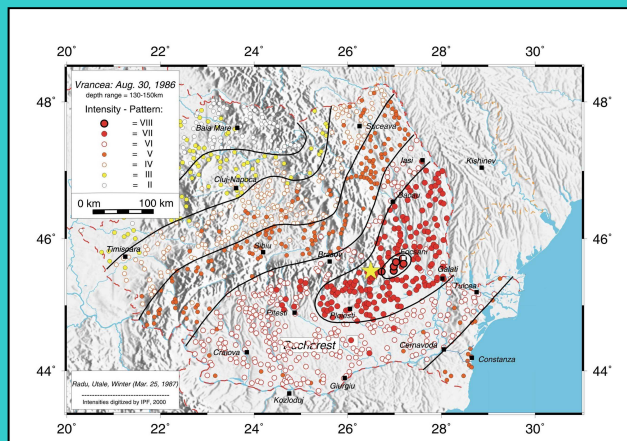 20° 22° 24° 26° 28° 30°
Vrancea: Aug. 30, 1986
depth range = 130-150km
Intensity - Pattern:
= VIII
= VII
= VI
= V
= IV
= III
= II
0 km 100 km
48° 48°
Baia Mare
Suceava
Iasi
Kishinev
Cluj-Napoca
Bacau
46° 46°
Timisoara
Sibiu
Brasov
Focsani
Galati
Tulcea
Pitesti
Ploiesti
Craiova
Cernavoda
Constanza
44° 44°
Giurgiu
Kozloduj
Radu, Utale, Winter (Mar. 25, 1987)
Intensities digitized by IPF, 2000
20° 22° 24° 26° 28° 30°